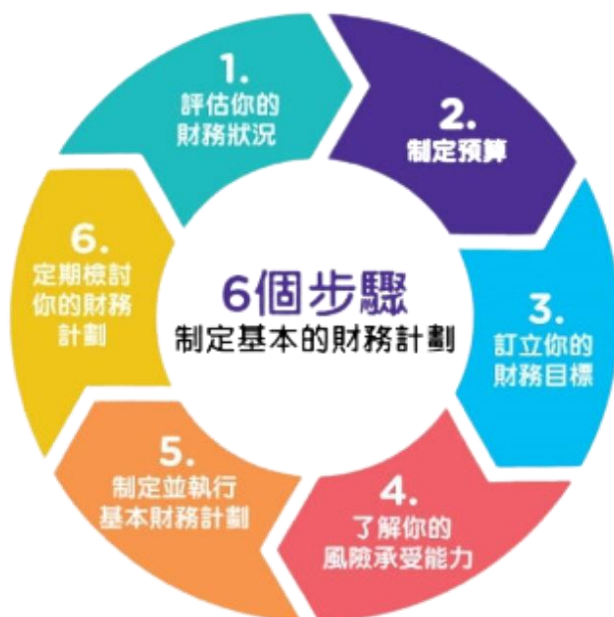 6個步驟
制定基本的財務計劃
1.
評估你的
財務狀況
2.
制定預算
3.
訂立你的
財務目標
4.
了解你的
風險承受能力
5.
制定並執行
基本財務計劃
6.
定期檢討
你的財務
計劃